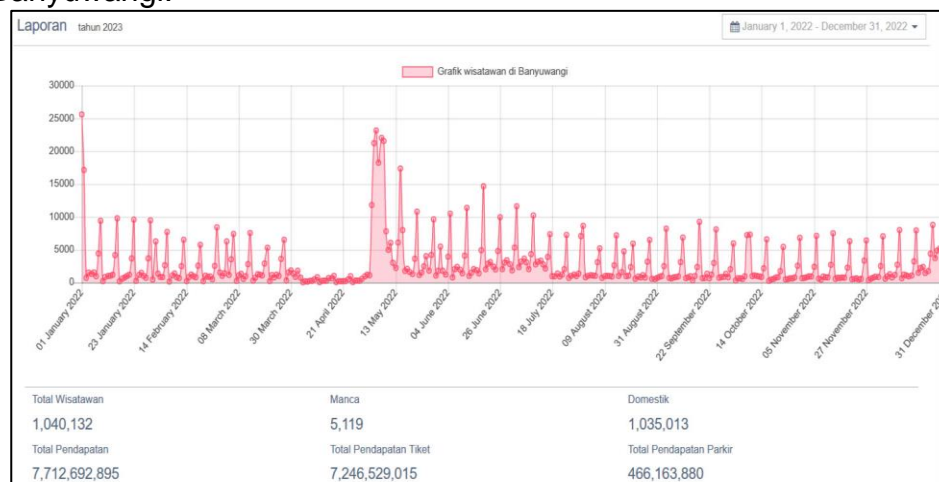 Banyuwangi.
Laporan tahun 2023
January 1, 2022 - December 31, 2022
Grafik wisatawan di Banyuwangi
30000
25000
20000
15000
10000
5000
0
01 January 2022
23 January 2022
14 February 2022
08 March 2022
30 March 2022
21 April 2022
13 May 2022
04 June 2022
26 June 2022
18 July 2022
09 August 2022
31 August 2022
22 September 2022
14 October 2022
05 November 2022
27 November 2022
31 December
Total Wisatawan
1,040,132
Manca
5,119
Domestik
1,035,013
Total Pendapatan
7,712,692,895
Total Pendapatan Tiket
7,246,529,015
Total Pendapatan Parkir
466,163,880